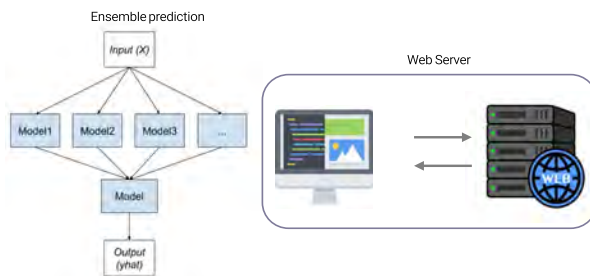 Ensemble prediction
Input (X)
Web Server
Model1
Model2
Model3
...
Model
Output
(yhat)
WEB